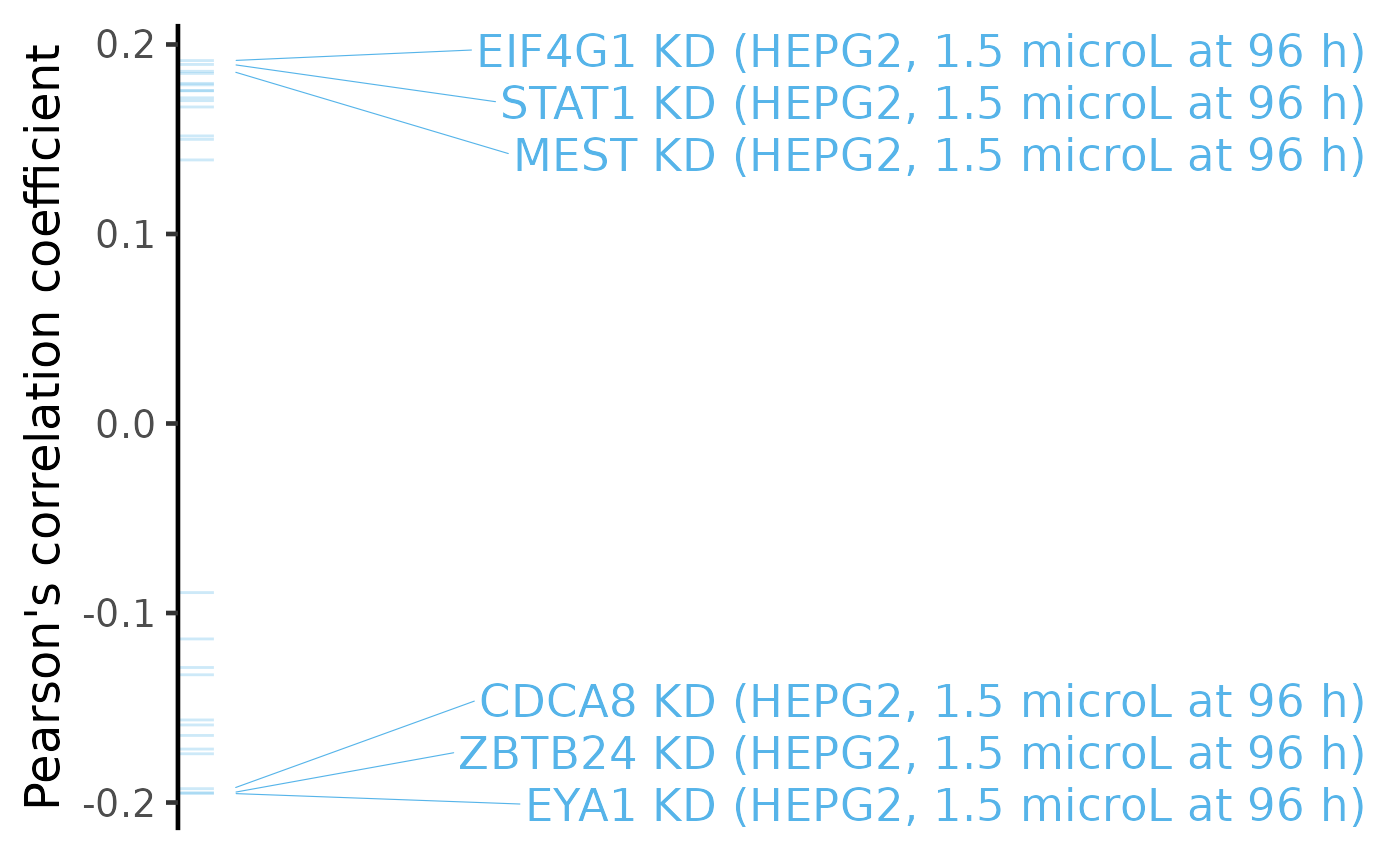 Pearson's correlation coefficient
0.2
0.1
0.0
-0.1
-0.2
EIF4G1 KD (HEPG2, 1.5 microL at 96 h)
STAT1 KD (HEPG2, 1.5 microL at 96 h)
MEST KD (HEPG2, 1.5 microL at 96 h)
CDCA8 KD (HEPG2, 1.5 microL at 96 h)
ZBTB24 KD (HEPG2, 1.5 microL at 96 h)
EYA1 KD (HEPG2, 1.5 microL at 96 h)